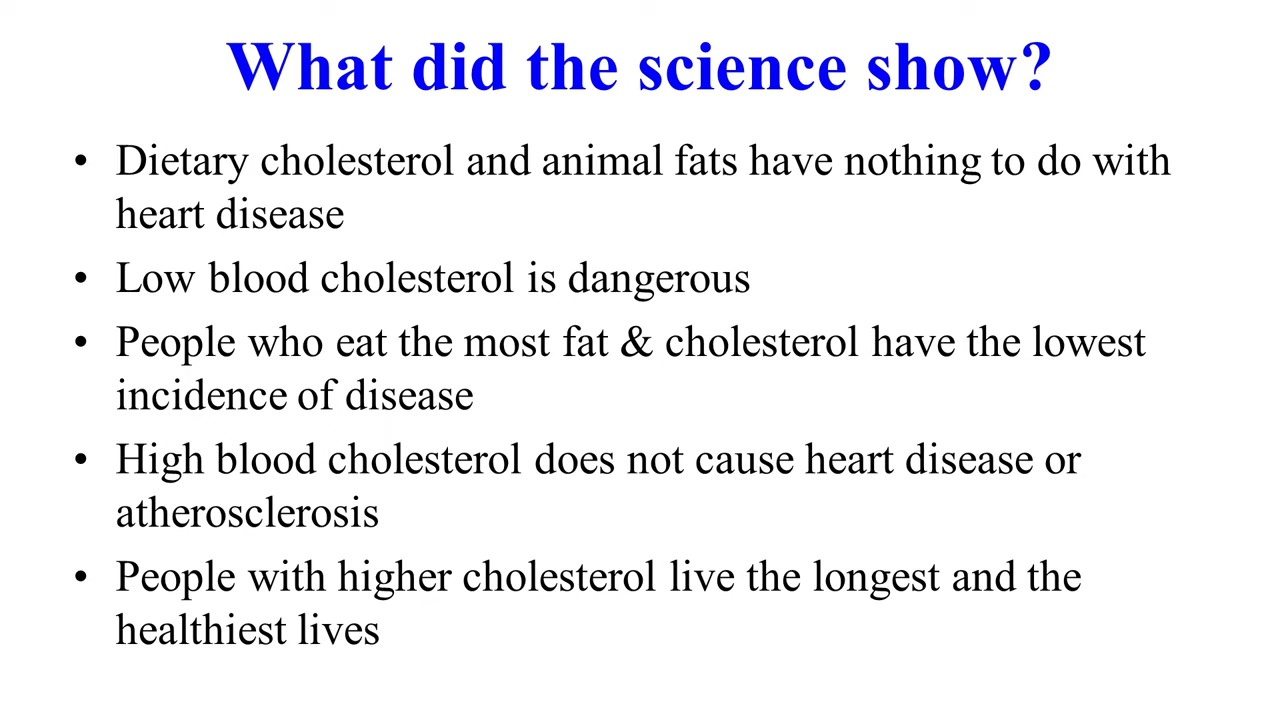 What did the science show?
• Dietary cholesterol and animal fats have nothing to do with
heart disease
• Low blood cholesterol is dangerous
• People who eat the most fat & cholesterol have the lowest
incidence of disease
• High blood cholesterol does not cause heart disease or
atherosclerosis
• People with higher cholesterol live the longest and the
healthiest lives